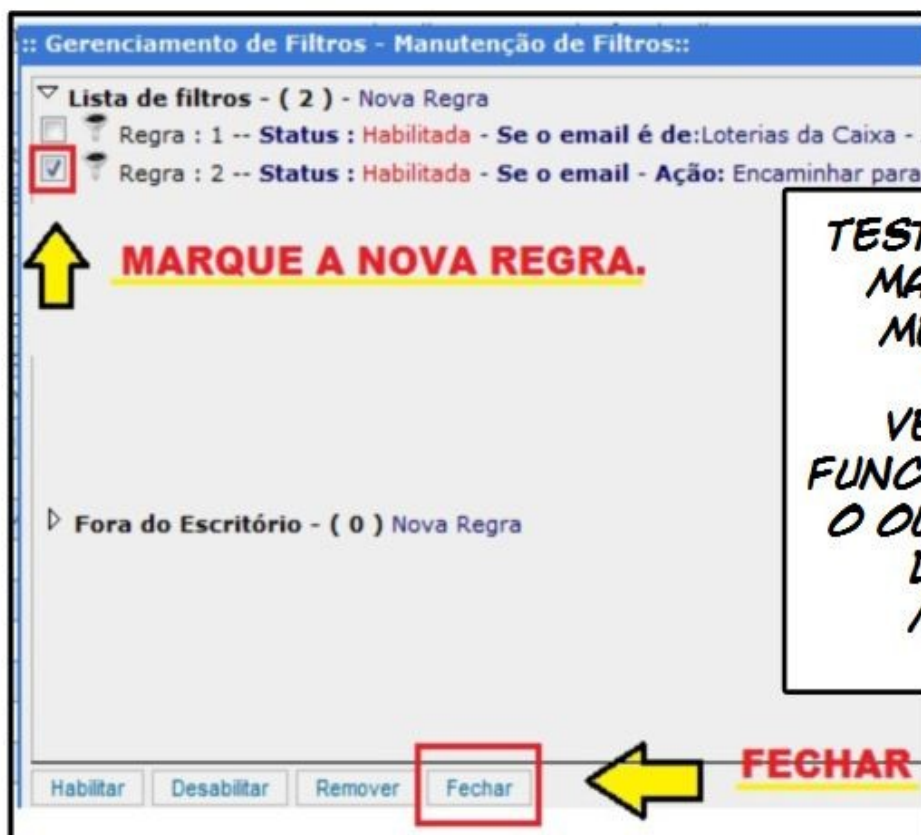 :: Gerenciamento de Filtros - Manutenção de Filtros::
Lista de filtros - ( 2 ) - Nova Regra
Regra : 1 -- Status : Habilitada - Se o email é de:Loterias da Caixa -
Regra : 2 -- Status : Habilitada - Se o email - Ação: Encaminhar para
MARQUE A NOVA REGRA.
Fora do Escritório - ( 0 ) Nova Regra
O
Habilitar Desabilitar Remover Fechar
FECHAR